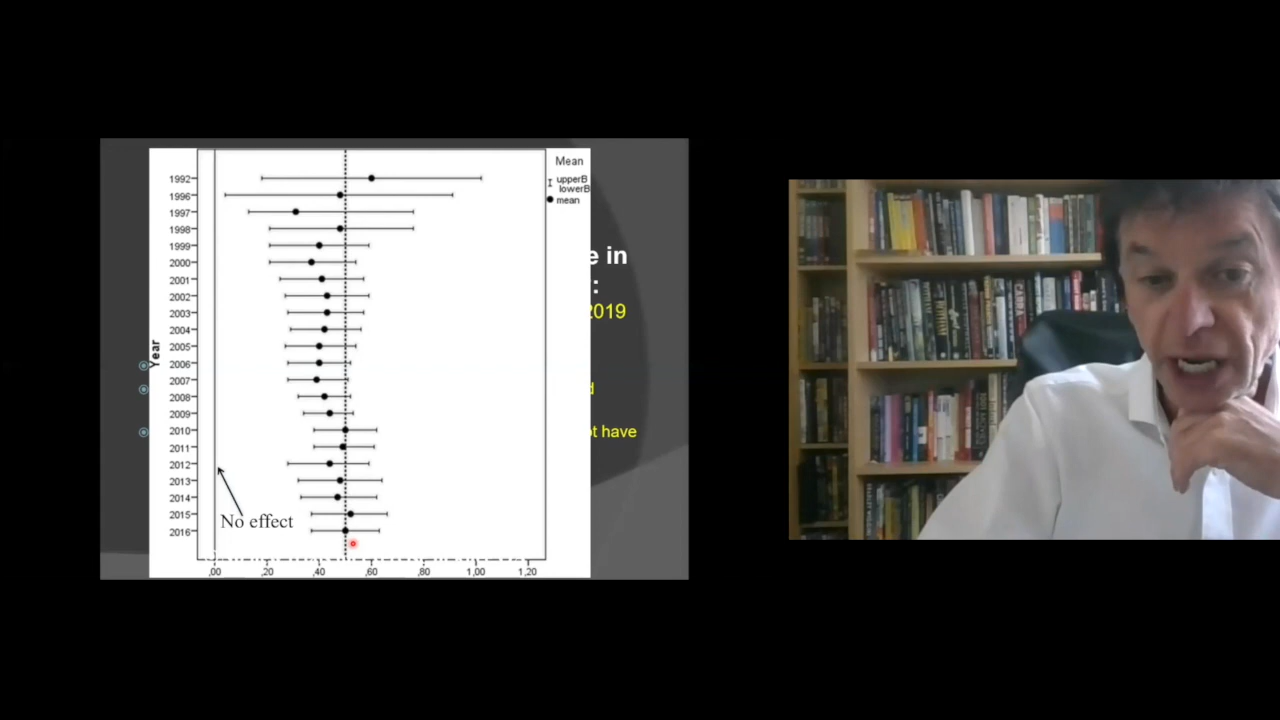 Mean
upperB
lowerB
mean
1992
1996
1997
1998
1999
2000
2001
2002
2003
2004
2005
2006
2007
2008
2009
2010
2011
2012
2013
2014
2015
2016
Year
No effect
,00 ,20 ,40 ,60 ,80 1,00 1,20
e in
:
2019
d
ot have